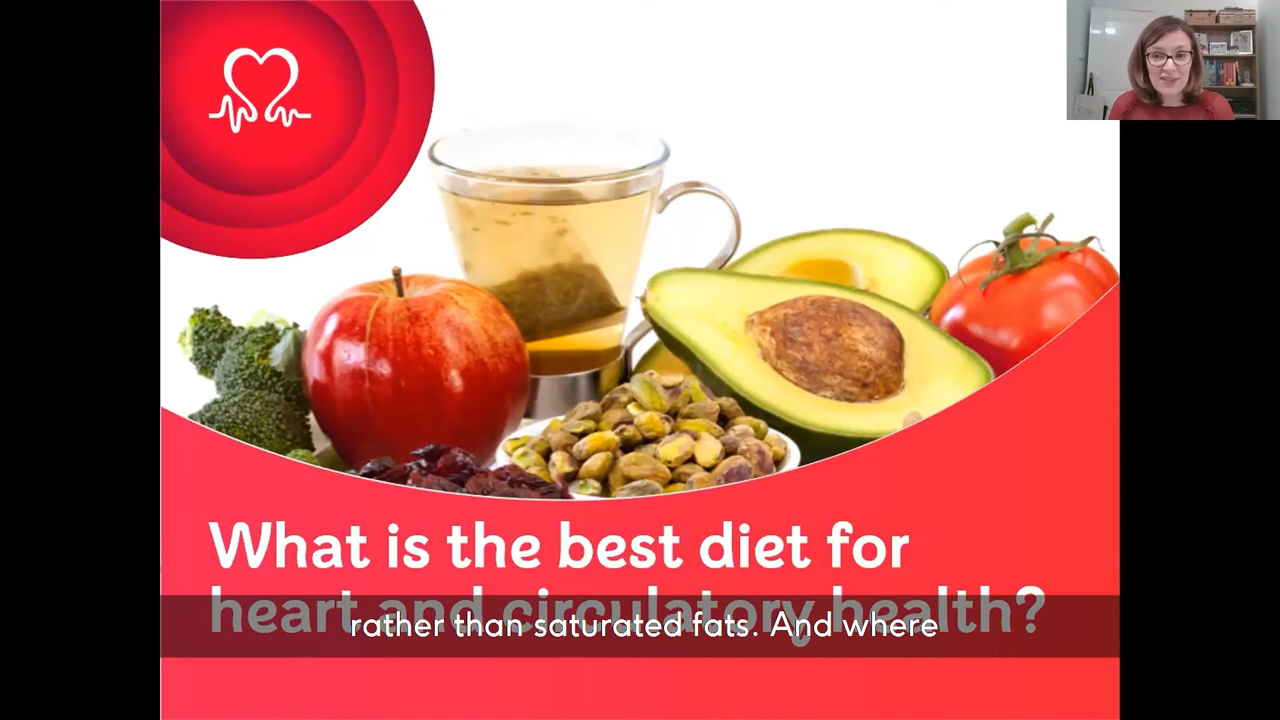 What is the best diet for
heart and circulatory health?
rather than saturated fats. And where